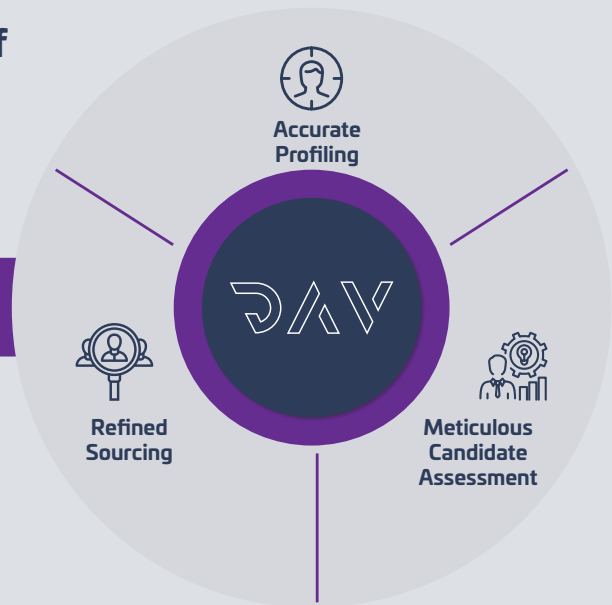 f
Accurate
Profiling
DAV
Refined
Sourcing
Meticulous
Candidate
Assessment